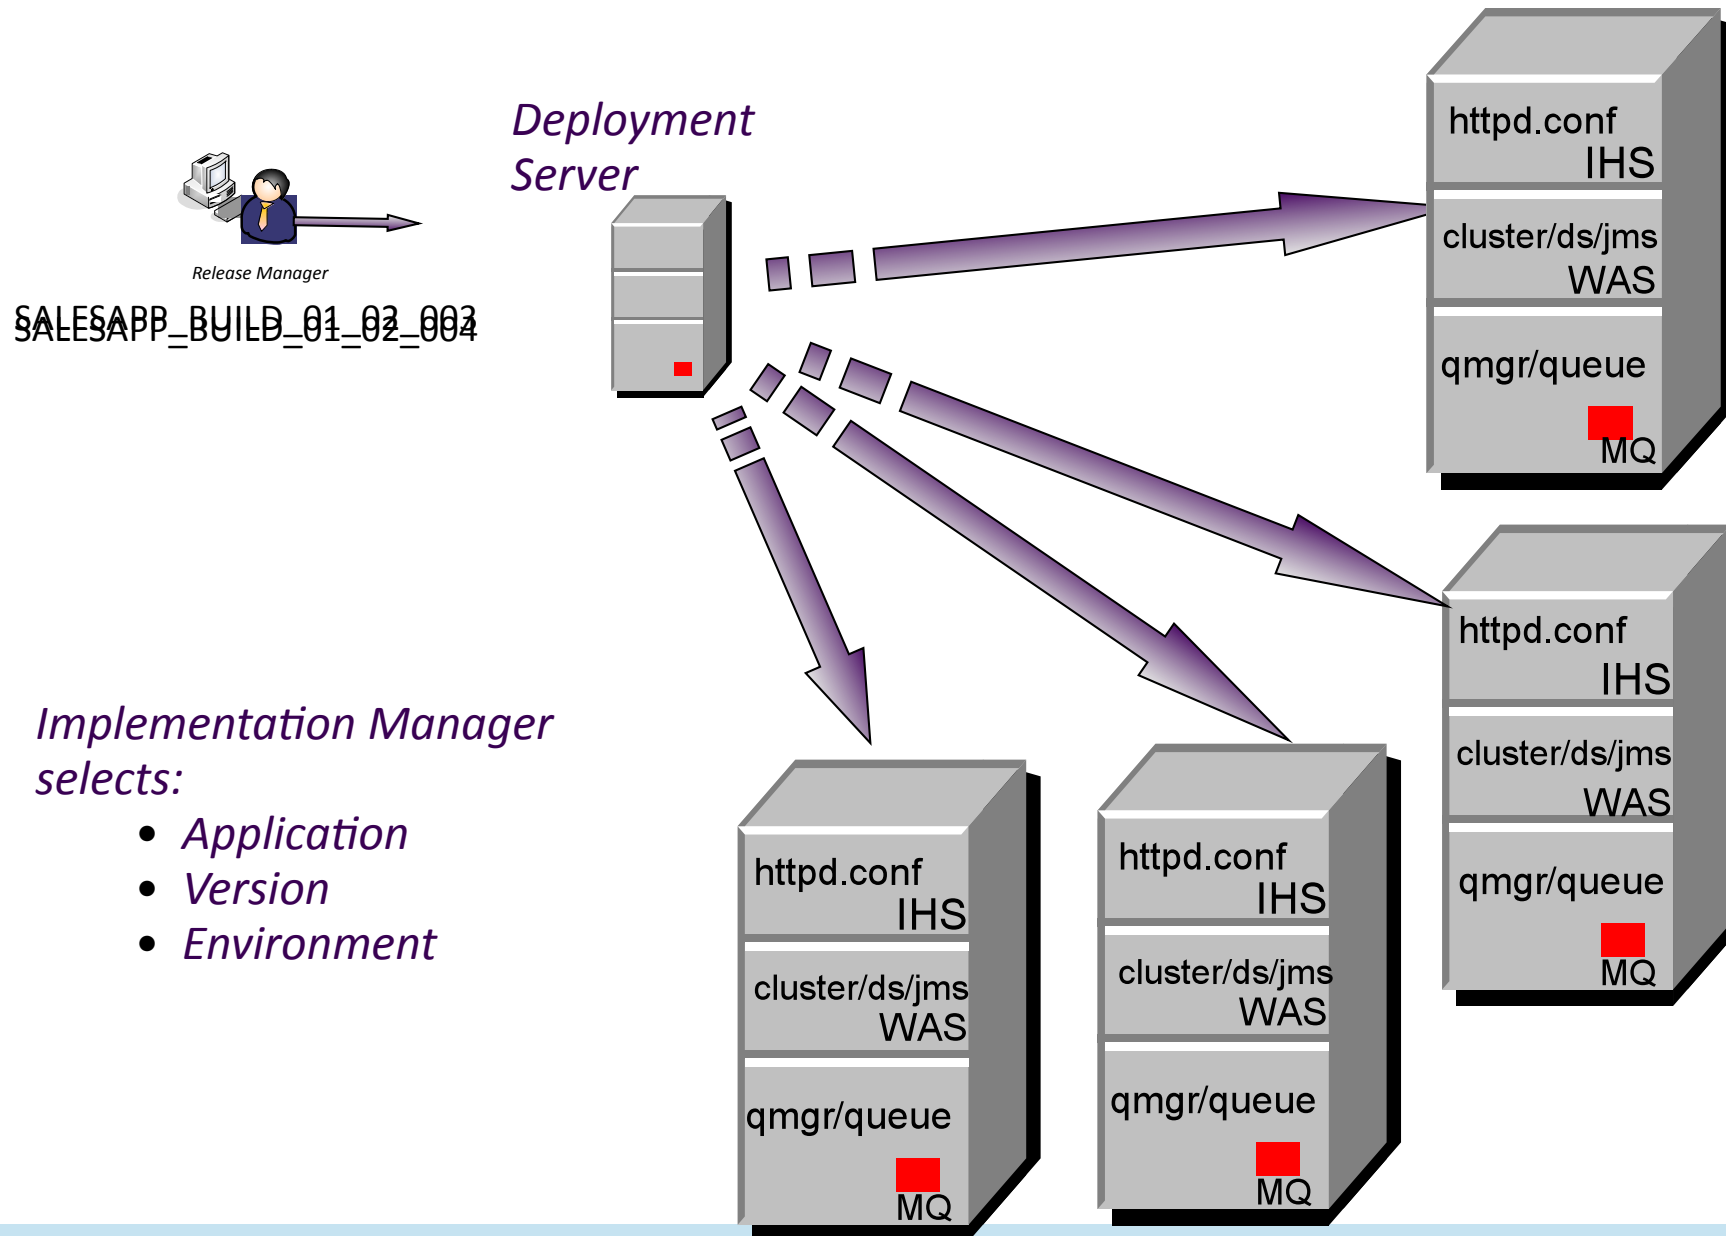 Deployment
Server
Release Manager
SALESAPP_BUILD_01_02_003
SALESAPP_BUILD_01_02_004
httpd.conf
IHS
cluster/ds/jms
WAS
qmgr/queue
MQ
httpd.conf
IHS
cluster/ds/jms
WAS
qmgr/queue
MQ
Implementation Manager
selects:
• Application
• Version
• Environment
httpd.conf
IHS
cluster/ds/jms
WAS
qmgr/queue
MQ
httpd.conf
IHS
cluster/ds/jms
WAS
qmgr/queue
MQ